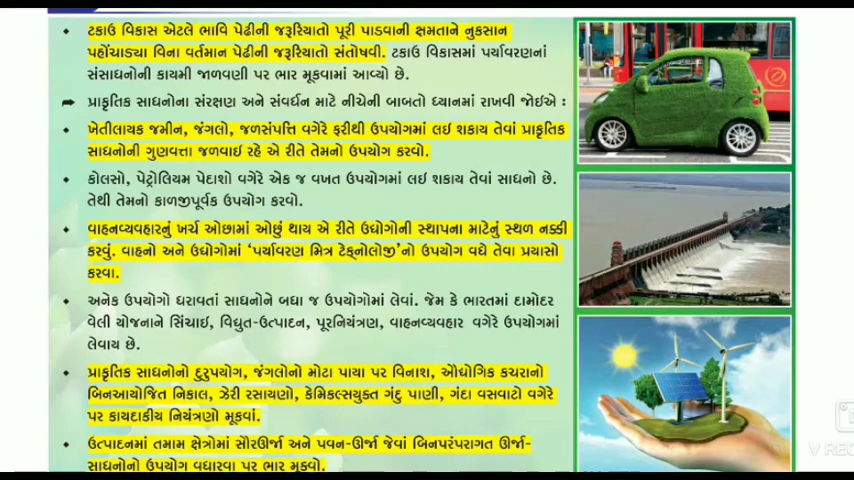 ટકાઉ વિકાસ એટલે ભાવિ પેઢીની જરૂરિયાતો પૂરી પાડવાની ક્ષમતાને નુકસાન
પહોંચાડ્યા વિના વર્તમાન પેઢીની જરૂરિયાતો સંતોષવી. ટકાઉ વિકાસમાં પર્યાવરણનાં
સંસાધનોની કાયમી જાળવણી પર ભાર મૂકવામાં આવ્યો છે.
પ્રાકૃતિક સાધનોના સંરક્ષણ અને સંવર્ધન માટે નીચેની બાબતો ધ્યાનમાં રાખવી જોઇએ :
ખેતીલાયક જમીન, જંગલો, જળસંપત્તિ વગેરે ફરીથી ઉપયોગમાં લઇ શકાય તેવાં પ્રાકૃતિક
સાધનોની ગુણવત્તા જળવાઇ રહે એ રીતે તેમનો ઉપયોગ કરવો.
કોલસો, પેટ્રોલિયમ પેદાશો વગેરે એક જ વખત ઉપયોગમાં લઇ શકાય તેવાં સાધનો છે.
તેથી તેમનો કાળજીપૂર્વક ઉપયોગ કરવો.
વાહનવ્યવહારનું ખર્ચ ઓછામાં ઓછું થાય એ રીતે ઉદ્યોગોની સ્થાપના માટેનું સ્થળ નક્કી
કરવું. વાહનો અને ઉદ્યોગોમાં ‘પર્યાવરણ મિત્ર ટેક્નોલોજી’નો ઉપયોગ વધે તેવા પ્રયાસો
કરવા.
અનેક ઉપયોગો ધરાવતાં સાધનોને બધા જ ઉપયોગોમાં લેવાં. જેમ કે ભારતમાં દામોદર
વેલી યોજનાને સિંચાઇ, વિદ્યુત-ઉત્પાદન, પૂરનિયંત્રણ, વાહનવ્યવહાર વગેરે ઉપયોગમાં
લેવાય છે.
પ્રાકૃતિક સાધનોનો દુરુપયોગ, જંગલોનો મોટા પાયા પર વિનાશ, ઔદ્યોગિક કચરાનો
બિનઆયોજિત નિકાલ, ઝેરી રસાયણો, કેમિકલ્સયુક્ત ગંદુ પાણી, ગંદા વસવાટો વગેરે
પર કાયદાકીય નિયંત્રણો મૂકવાં.
ઉત્પાદનમાં તમામ ક્ષેત્રોમાં સૌરઊર્જા અને પવન-ઊર્જા જેવાં બિનપરંપરાગત ઊર્જા-
સાધનોનો ઉપયોગ વધારવા પર ભાર મૂકવો.